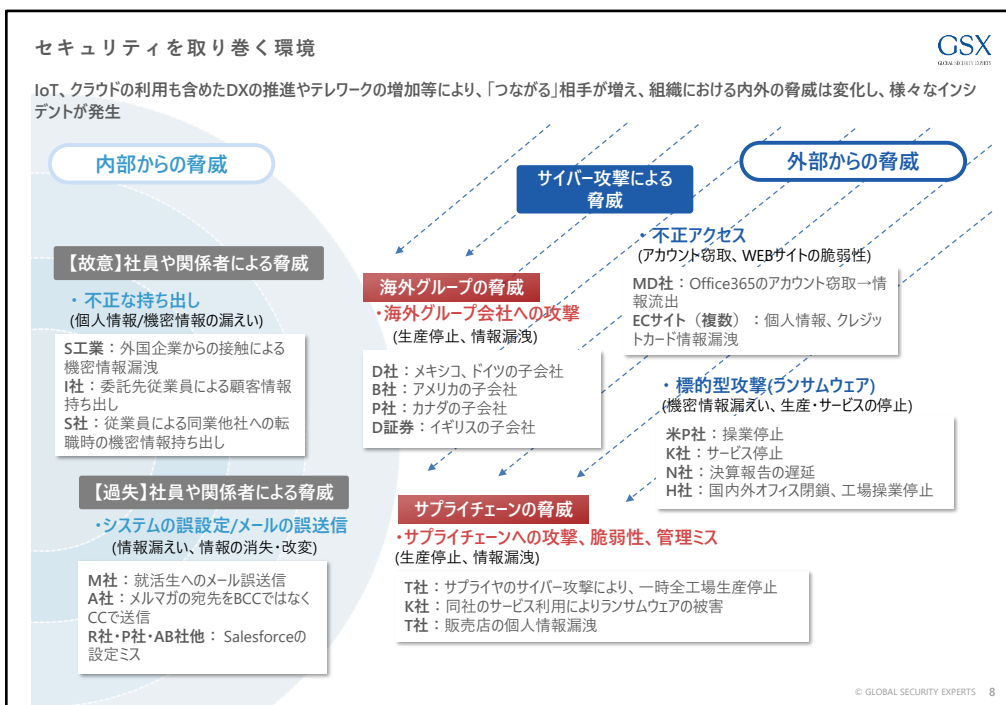 セキュリティを取り巻く環境
GSX
GLOBAL SECURITY EXPERTS
IoT、クラウドの利用も含めたDXの推進やテレワークの増加等により、「つながる」相手が増え、組織における内外の脅威は変化し、様々なインシ
デントが発生
内部からの脅威
外部からの脅威
サイバー攻撃による
脅威
【故意】社員や関係者による脅威
・不正な持ち出し
(個人情報/機密情報の漏えい)
S工業：外国企業からの接触による
機密情報漏洩
I社：委託先従業員による顧客情報
持ち出し
S社：従業員による同業他社への転
職時の機密情報持ち出し
【過失】社員や関係者による脅威
・システムの誤設定/メールの誤送信
(情報漏えい、情報の消失・改変)
M社：就活生へのメール誤送信
A社：メルマガの宛先をBCCではなく
CCで送信
R社・P社・AB社他： Salesforceの
設定ミス
海外グループの脅威
・海外グループ会社への攻撃
(生産停止、情報漏洩)
D社：メキシコ、ドイツの子会社
B社：アメリカの子会社
P社：カナダの子会社
D証券：イギリスの子会社
サプライチェーンの脅威
・サプライチェーンへの攻撃、脆弱性、管理ミス
(生産停止、情報漏洩)
T社：サプライヤのサイバー攻撃により、一時全工場生産停止
K社：同社のサービス利用によりランサムウェアの被害
T社：販売店の個人情報漏洩
・不正アクセス
(アカウント窃取、WEBサイトの脆弱性)
MD社：Office365のアカウント窃取→情
報流出
ECサイト（複数）：個人情報、クレジッ
トカード情報漏洩
・標的型攻撃(ランサムウェア)
(機密情報漏えい、生産・サービスの停止)
米P社：操業停止
K社：サービス停止
N社：決算報告の遅延
H社：国内外オフィス閉鎖、工場操業停止
© GLOBAL SECURITY EXPERTS 8